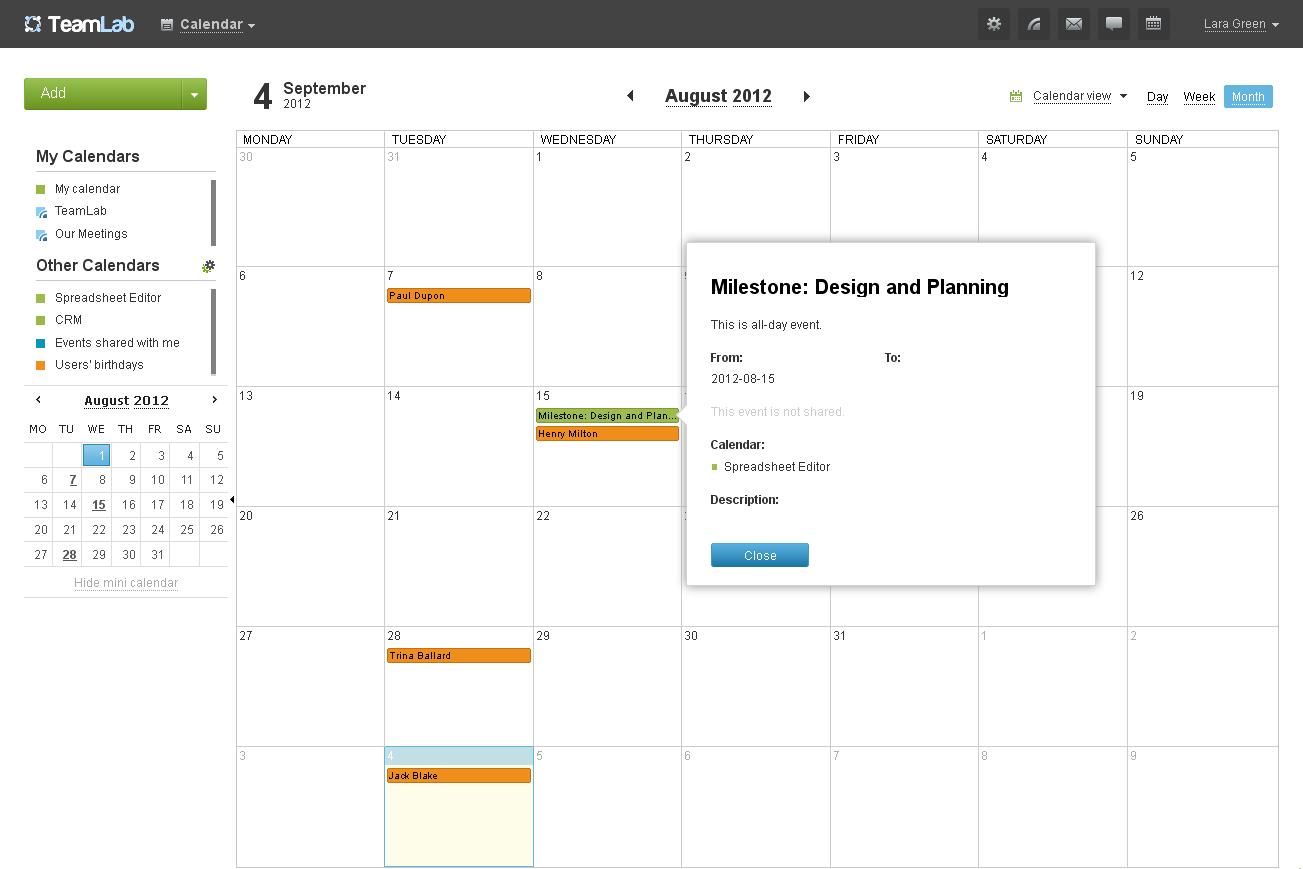 TeamLab Calendar Lara Green
Add
4 September
2012
August 2012
Calendar view Day Week Month
My Calendars
My calendar
TeamLab
Our Meetings
Other Calendars
Spreadsheet Editor
CRM
Events shared with me
Users' birthdays
August 2012
MO TU WE TH FR SA SU
1 2 3 4 5
6 7 8 9 10 11 12
13 14 15 16 17 18 19
20 21 22 23 24 25 26
27 28 29 30 31
Hide mini calendar
MONDAY TUESDAY WEDNESDAY THURSDAY FRIDAY SATURDAY SUNDAY
30 31 1 2 3 4 5
6 7 8 12
Paul Dupon
13 14 15 19
Milestone: Design and Plan...
Henry Milton
20 21 22 26
27 28 29 30 31 1 2
Trina Ballard
3 4 5 6 7 8 9
Jack Blake
Milestone: Design and Planning
This is all-day event.
From: To:
2012-08-15
This event is not shared.
Calendar:
Spreadsheet Editor
Description:
Close